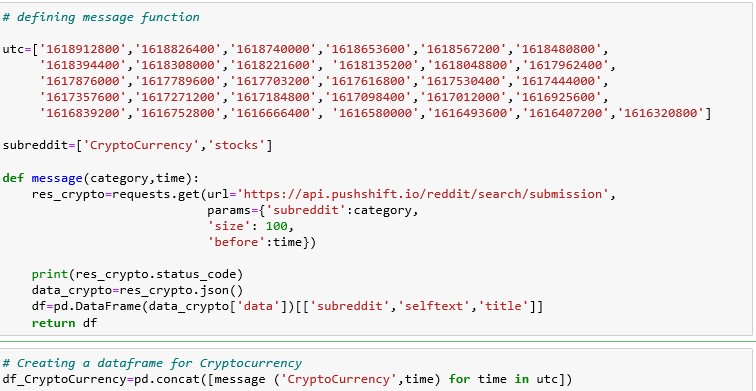 # defining message function
utc=['1618912800','1618826400','1618740000','1618653600','1618567200','1618480800',
'1618394400','1618308000','1618221600', '1618135200','1618048800','1617962400',
'1617876000','1617789600','1617703200','1617616800','1617530400','1617444000',
'1617357600','1617271200','1617184800','1617098400','1617012000','1616925600',
'1616839200','1616752800','1616666400', '1616580000','1616493600','1616407200','1616320800']
subreddit=['CryptoCurrency','stocks']
def message(category,time):
res_crypto=requests.get(url='https://api.pushshift.io/reddit/search/submission',
params={'subreddit':category,
'size': 100,
'before':time})
print(res_crypto.status_code)
data_crypto=res_crypto.json()
df=pd.DataFrame(data_crypto['data'])[['subreddit','selftext','title']]
return df
# Creating a dataframe for Cryptocurrency
df_CryptoCurrency=pd.concat([message ('CryptoCurrency',time) for time in utc])